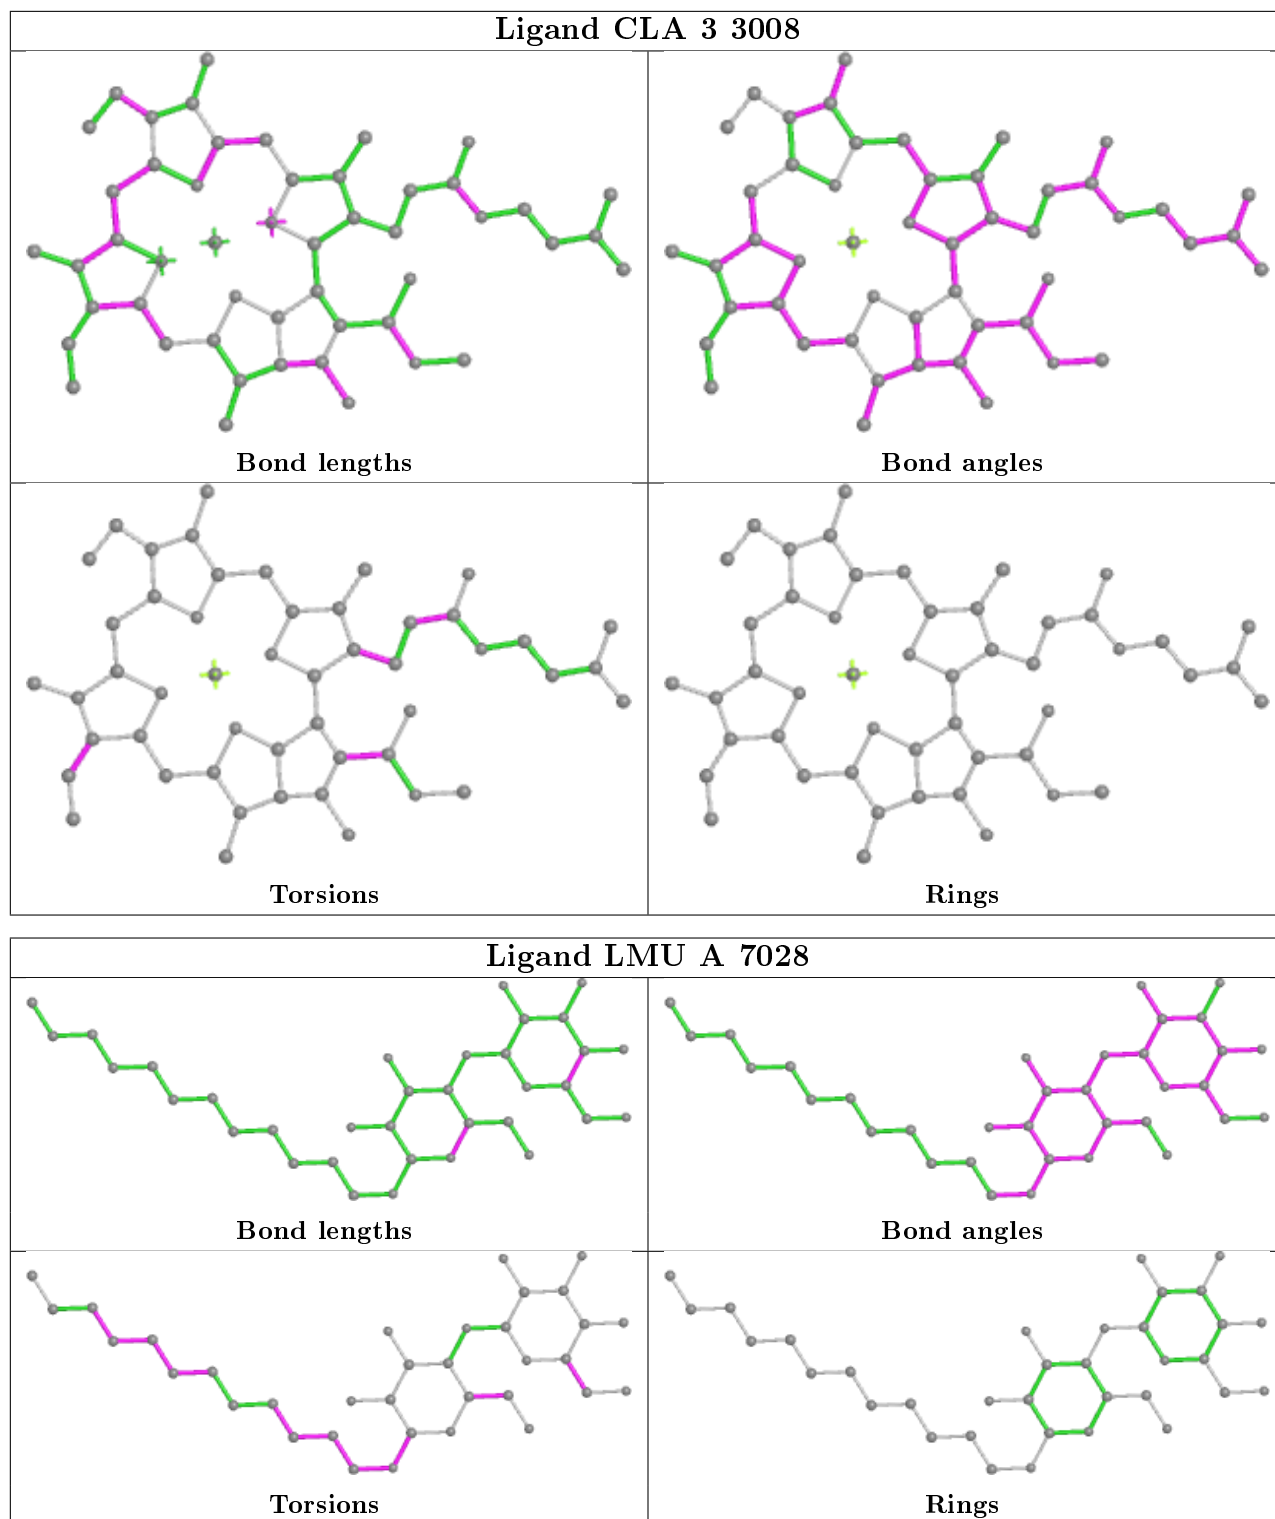 Ligand CLA 3 3008
Bond lengths
Bond angles
Torsions
Rings
Ligand LMU A 7028
Bond lengths
Bond angles
Torsions
Rings